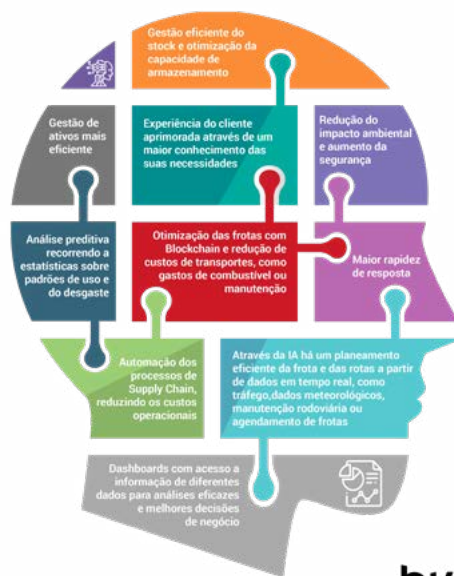 Gestão eficiente do
stock e otimização da
capacidade de
armazenamento
Gestão de
ativos mais
eficiente
Experiência do cliente
aprimorada através de um
maior conhecimento das
suas necessidades
Redução do
impacto ambiental
e aumento da
segurança
Análise preditiva
recorrendo a
estatísticas sobre
padrões de uso e
do desgaste
Otimização das frotas com
Blockchain e redução de
custos de transportes, como
gastos de combustível ou
manutenção
Maior rapidez
de resposta
Automação dos
processos de
Supply Chain,
reduzindo os custos
operacionais
Através da IA há um planeamento
eficiente da frota e das rotas a partir
de dados em tempo real, como
tráfego,dados meteorológicos,
manutenção rodoviária ou
agendamento de frotas
Dashboards com acesso a
informação de diferentes
dados para análises eficazes
e melhores decisões
de negócio